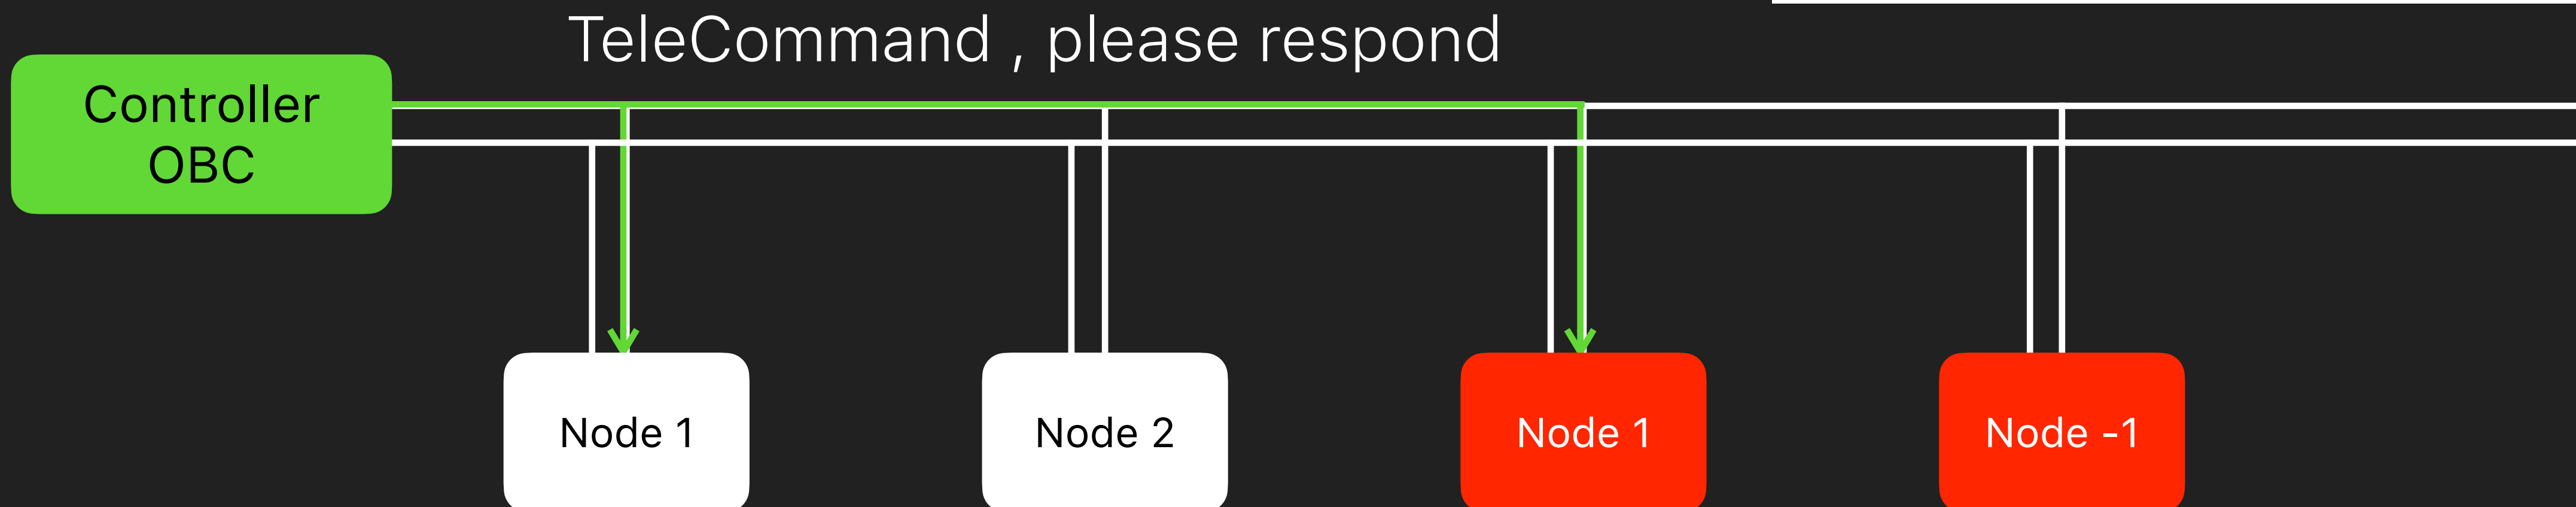 TeleCommand , please respond
Controller
OBC
Node 1
Node 2
Node 1
Node -1